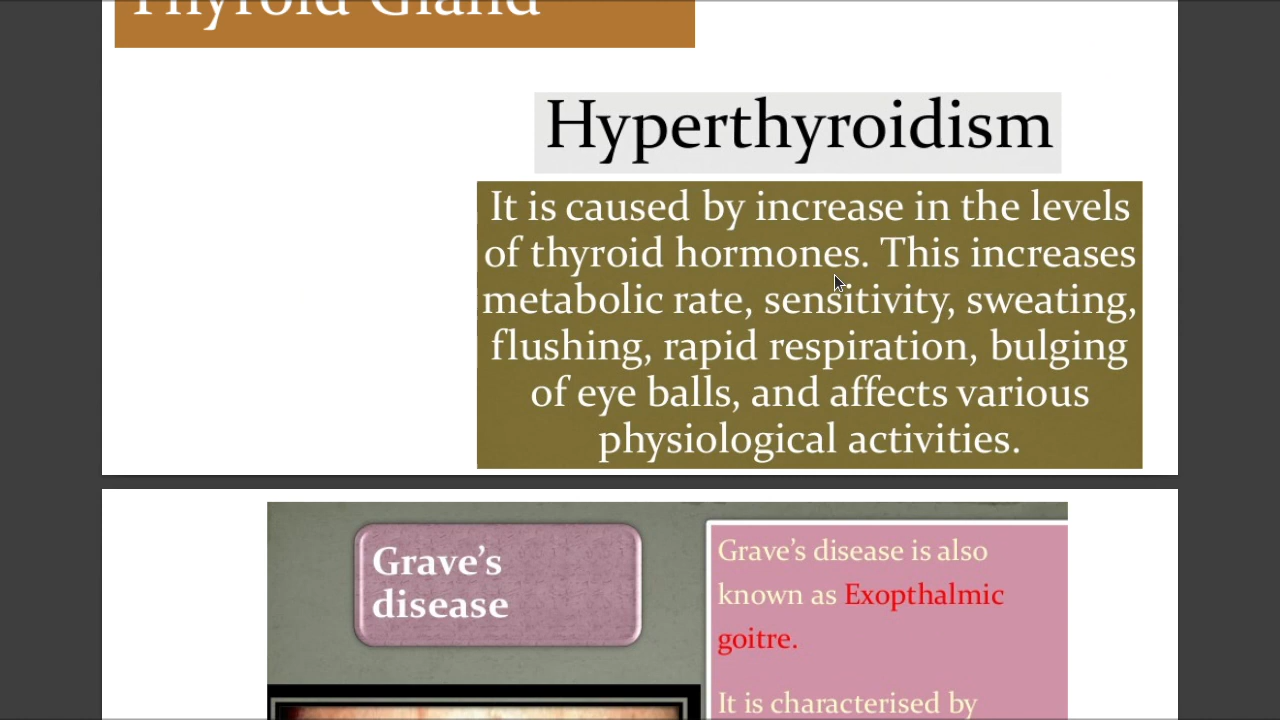 Thyroid Gland
Hyperthyroidism
It is caused by increase in the levels
of thyroid hormones. This increases
metabolic rate, sensitivity, sweating,
flushing, rapid respiration, bulging
of eye balls, and affects various
physiological activities.
Grave’s
disease
Grave’s disease is also
known as Exopthalmic
goitre.
It is characterised by